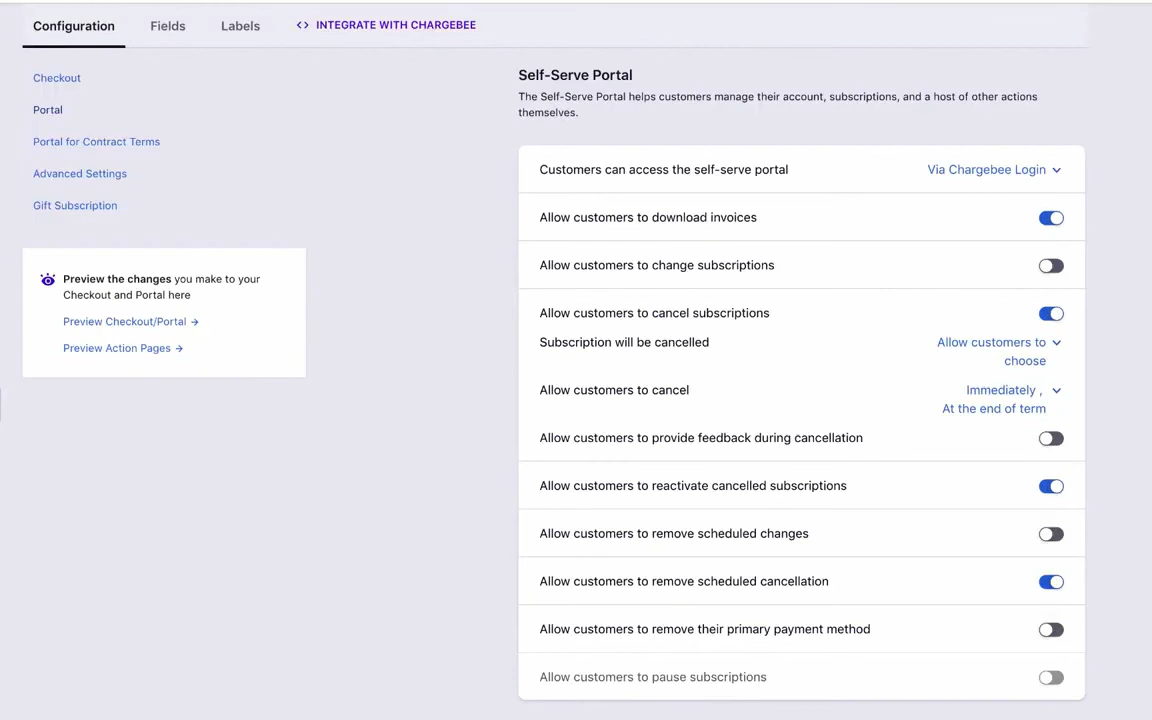 Configuration
Fields
Labels
<> INTEGRATE WITH CHARGEBEE
Checkout
Portal
Portal for Contract Terms
Advanced Settings
Gift Subscription
Preview the changes you make to your
Checkout and Portal here
Preview Checkout/Portal →
Preview Action Pages →
Self-Serve Portal
The Self-Serve Portal helps customers manage their account, subscriptions, and a host of other actions
themselves.
Customers can access the self-serve portal
Via Chargebee Login
Allow customers to download invoices
Allow customers to change subscriptions
Allow customers to cancel subscriptions
Subscription will be cancelled
Allow customers to
choose
Allow customers to cancel
Immediately ,
At the end of term
Allow customers to provide feedback during cancellation
Allow customers to reactivate cancelled subscriptions
Allow customers to remove scheduled changes
Allow customers to remove scheduled cancellation
Allow customers to remove their primary payment method
Allow customers to pause subscriptions